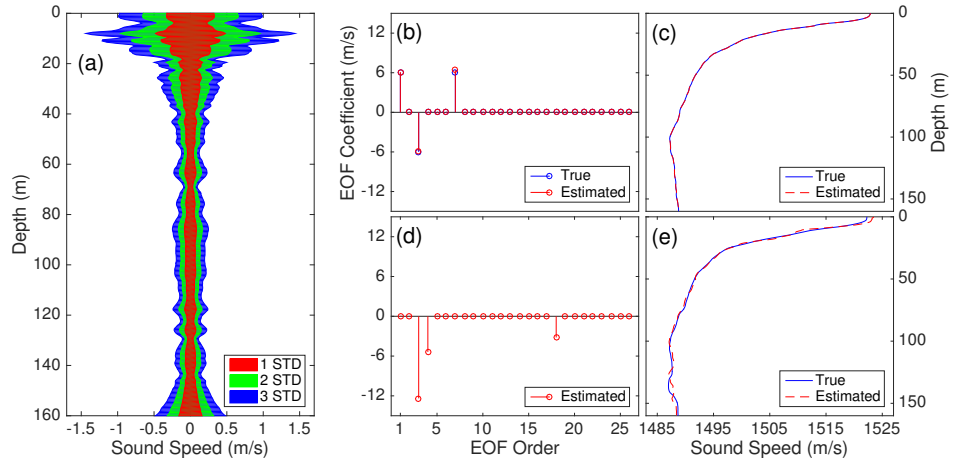 (a)
0
20
40
60
80
100
120
140
160
Depth (m)
-1.5
-1
-0.5
0
0.5
1
1.5
Sound Speed (m/s)
1 STD
2 STD
3 STD
(b)
12
6
0
-6
-12
EOF Coefficient (m/s)
True
Estimated
(c)
0
50
100
150
Depth (m)
True
Estimated
(d)
12
6
0
-6
-12
1
5
10
15
20
25
EOF Order
Estimated
(e)
0
50
100
150
1485
1495
1505
1515
1525
Sound Speed (m/s)
True
Estimated